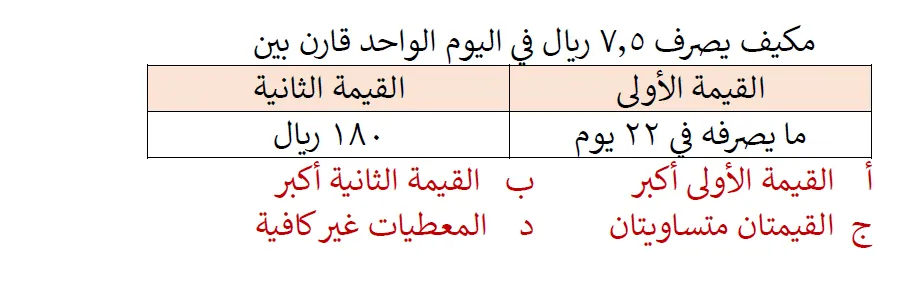 مكيف يصرف ٧,٥ ريال في اليوم الواحد قارن بين
القيمة الأولى القيمة الثانية
ما يصرفه في ٢٢ يوم ١٨٠ ريال
أ القيمة الأولى أكبر ب القيمة الثانية أكبر
ج القيمتان متساويتان د المعطيات غير كافية